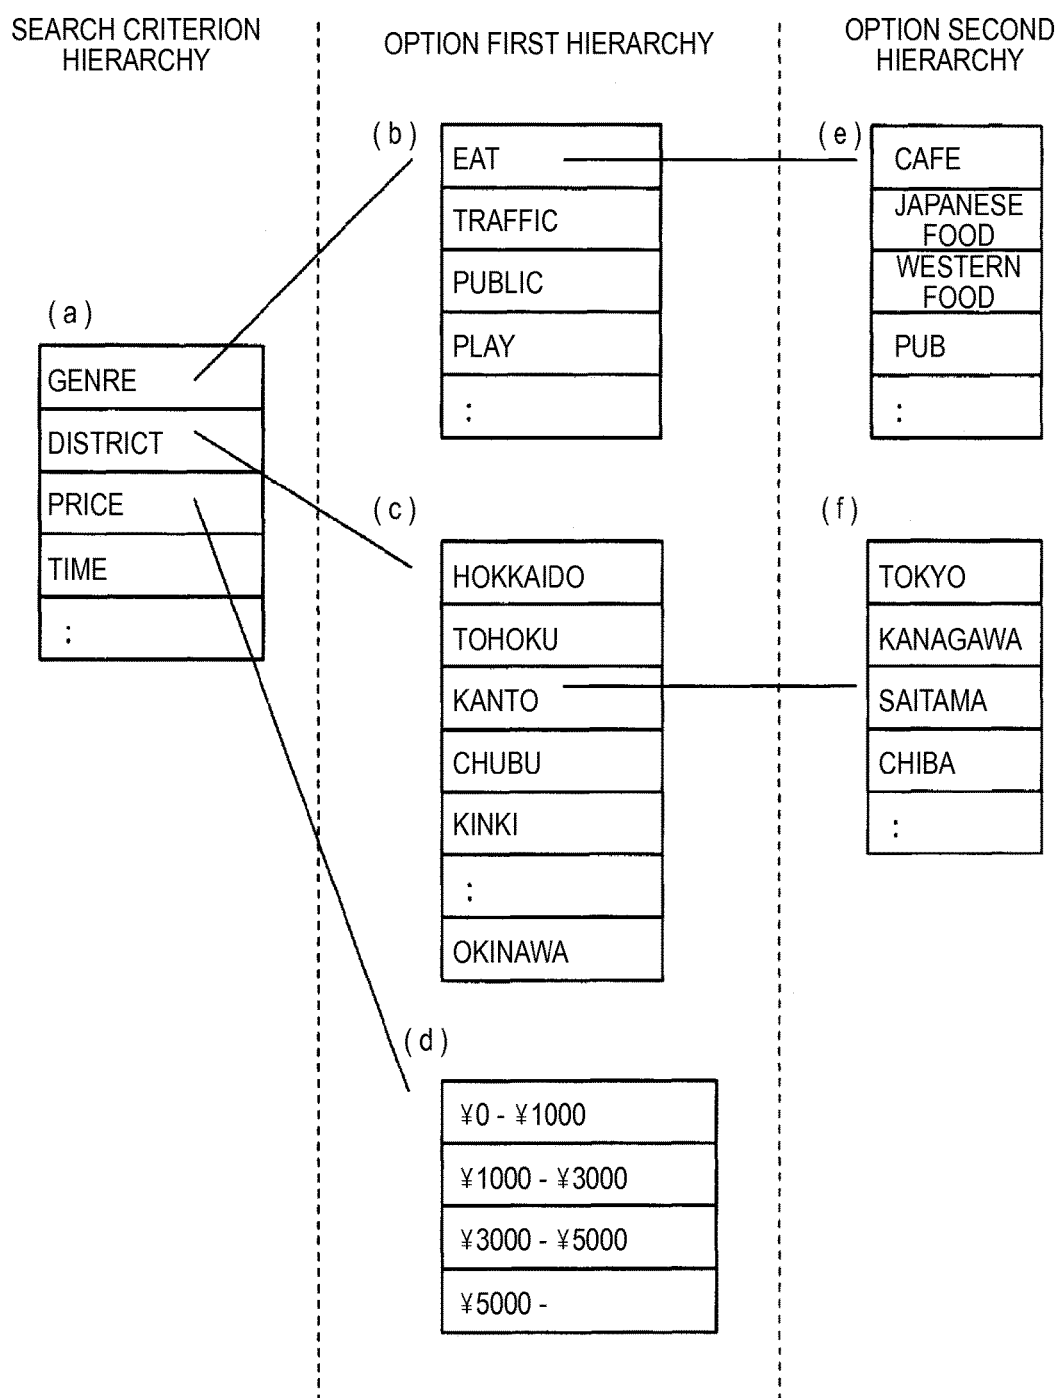 SEARCH CRITERION
HIERARCHY
OPTION FIRST HIERARCHY
OPTION SECOND
HIERARCHY
(a)
GENRE
DISTRICT
PRICE
TIME
:
(b)
EAT
TRAFFIC
PUBLIC
PLAY
:
(c)
HOKKAIDO
TOHOKU
KANTO
CHUBU
KINKI
:
OKINAWA
(d)
¥0 - ¥1000
¥1000 - ¥3000
¥3000 - ¥5000
¥5000 -
(e)
CAFE
JAPANESE
FOOD
WESTERN
FOOD
PUB
:
(f)
TOKYO
KANAGAWA
SAITAMA
CHIBA
: